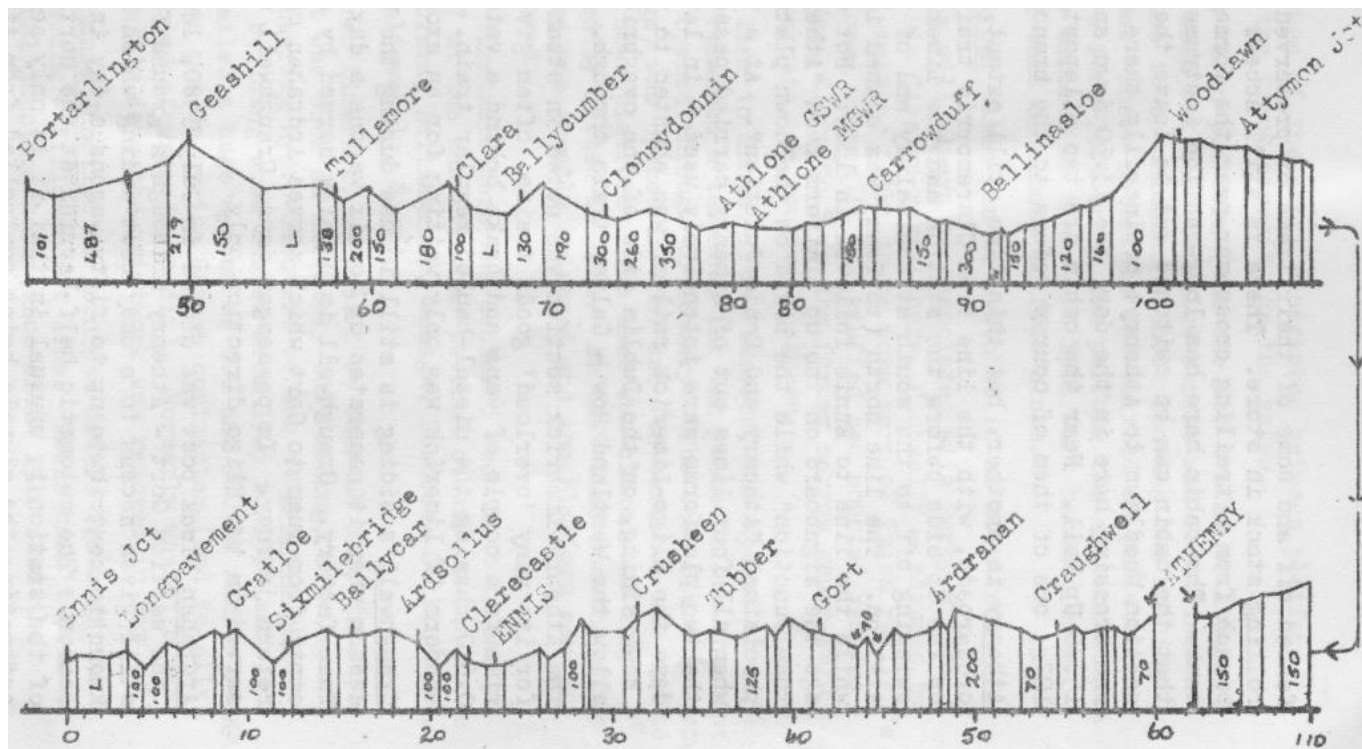 Portarlington
Geeshill
Tullamore
Clara
Ballycumber
Clonnydonnin
Athlone GSWR
Athlone MGWR
Carrowduff
Ballinasloe
Woodlawn
Attymon Jct
101
487
219
150
L
138
200
150
180
100
L
130
190
300
260
350
180
150
300
150
120
160
100
50
60
70
80
80
90
100
Innis Jct
Longpavement
Cratloe
Sixmilebridge
Ballycar
Ardsollus
Clarecastle
ENNIS
Crusheen
Tubber
Gort
Ardrahan
Craughwell
ATHENRY
L
100
100
100
100
100
100
100
125
200
70
70
150
150
0
10
20
30
40
50
60
110